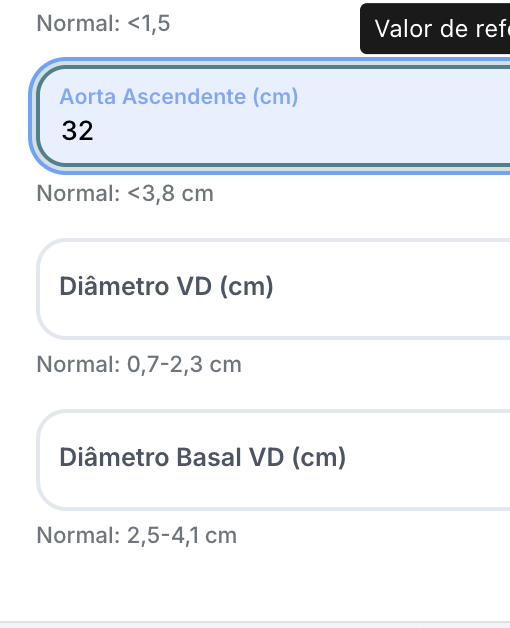 Normal: <1,5
Valor de ref
Aorta Ascendente (cm)
32
Normal: <3,8 cm
Diâmetro VD (cm)
Normal: 0,7-2,3 cm
Diâmetro Basal VD (cm)
Normal: 2,5-4,1 cm